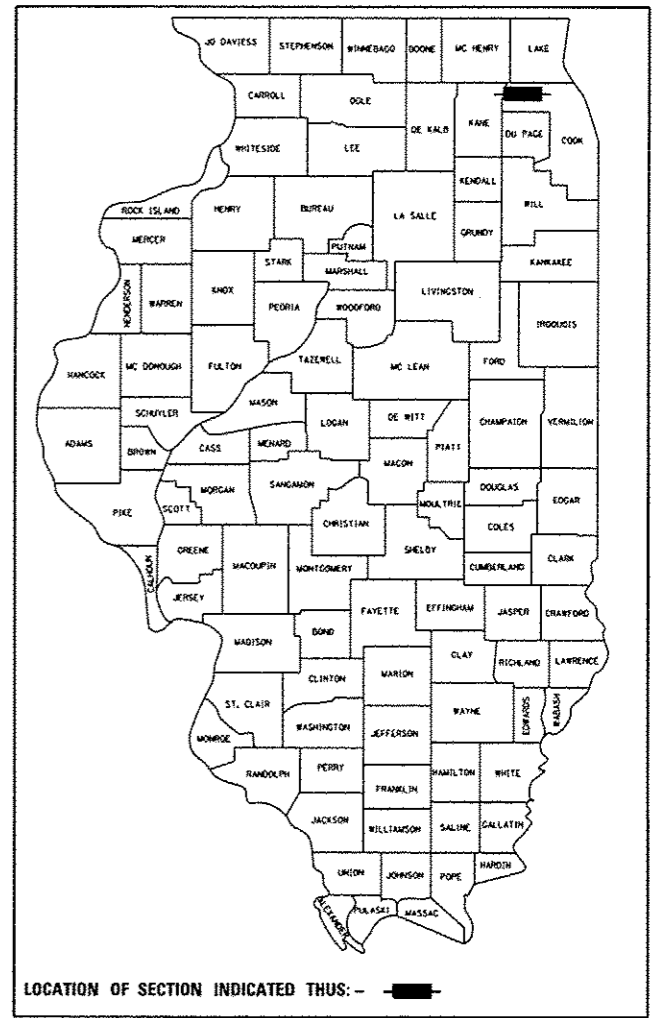 JO DAVIESS STEPHENSON WINNEBAGO BOONE MC HENRY LAKE
CARROLL OGLE DE KALB KANE DU PAGE COOK
WHITESIDE LEE
KENDALL
ROCK ISLAND HENRY BUREAU LA SALLE GRUNDY WILL
MERCER PUTNAM
STARK MARSHALL KANKAKEE
HENDERSON WARREN KNOX PEORIA WOODFORD LIVINGSTON IROQUOIS
HANCOCK MC DONOUGH FULTON TAZEWELL MC LEAN FORD
MASON
SCHUYLER LOGAN DE WITT CHAMPAIGN VERMILION
ADAMS BROWN CASS MENARD MACON PIATT
MORGAN SANGAMON DOUGLAS EDGAR
PIKE SCOTT CHRISTIAN MOULTRIE COLES
CALHOUN GREENE MACOUPIN MONTGOMERY SHELBY CUMBERLAND CLARK
JERSEY FAYETTE EFFINGHAM JASPER CRAWFORD
MADISON BOND CLAY RICHLAND LAWRENCE
CLINTON MARION
ST. CLAIR WASHINGTON JEFFERSON WAYNE EDWARDS WABASH
MONROE
RANDOLPH PERRY FRANKLIN HAMILTON WHITE
JACKSON WILLIAMSON SALINE GALLATIN
UNION JOHNSON POPE HARDIN
ALEXANDER PULASKI MASSAC
LOCATION OF SECTION INDICATED THUS: -